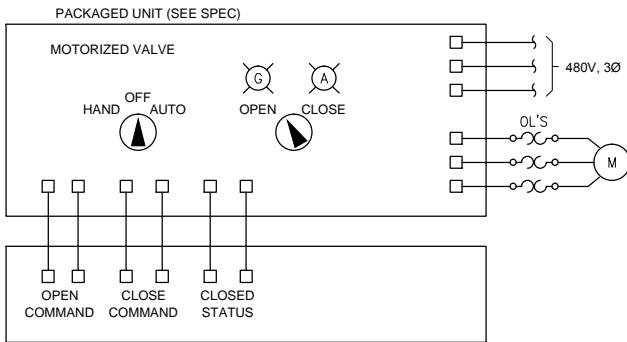 PACKAGED UNIT (SEE SPEC)
MOTORIZED VALVE
G
A
480V, 3Ø
OFF
HAND
AUTO
OPEN
CLOSE
OL'S
M
OPEN
COMMAND
CLOSE
COMMAND
CLOSED
STATUS